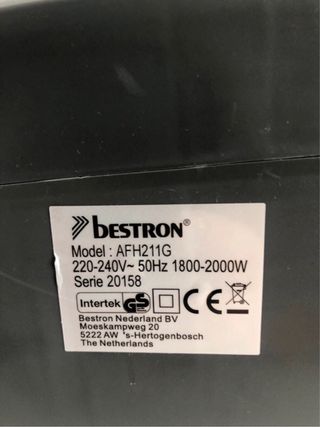 BESTRON®
Model : AFH211G
220-240V~ 50Hz 1800-2000W
Serie 20158
Intertek GS CE
Bestron Nederland BV
Moeskampweg 20
5222 AW 's-Hertogenbosch
The Netherlands